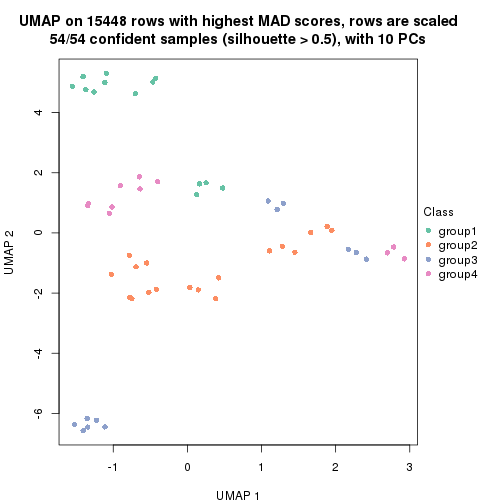 UMAP on 15448 rows with highest MAD scores, rows are scaled
54/54 confident samples (silhouette > 0.5), with 10 PCs
4
2
0
-2
-4
-6
UMAP 2
-1
0
1
2
3
UMAP 1
Class
group1
group2
group3
group4